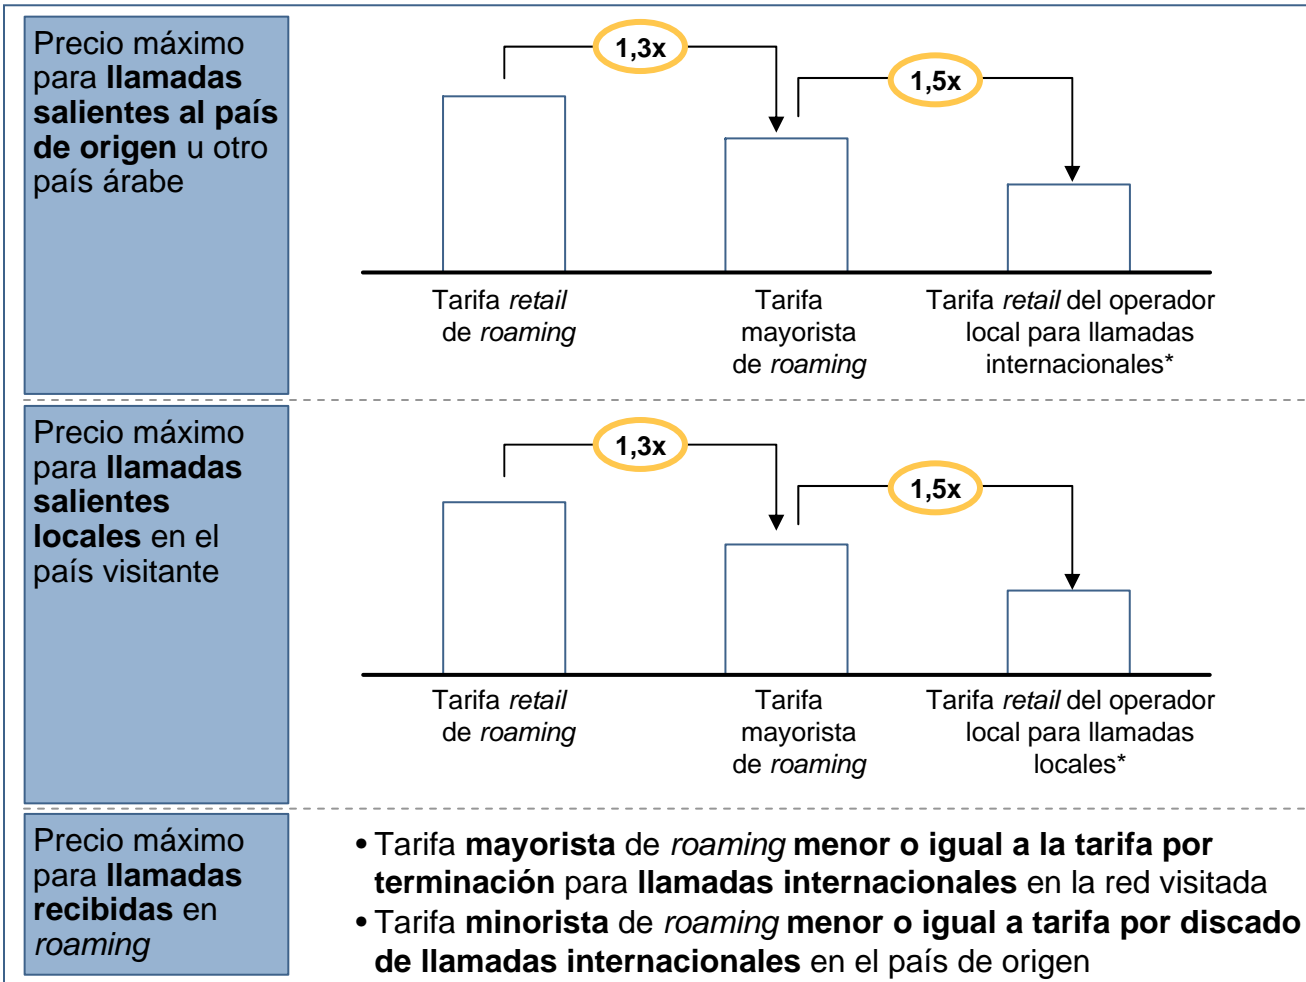 Precio máximo
para llamadas
salientes al país
de origen u otro
país árabe
1,3x
1,5x
Tarifa retail
de roaming
Tarifa
mayorista
de roaming
Tarifa retail del operador
local para llamadas
internacionales*
Precio máximo
para llamadas
salientes
locales en el
país visitante
1,3x
1,5x
Tarifa retail
de roaming
Tarifa
mayorista
de roaming
Tarifa retail del operador
local para llamadas
locales*
Precio máximo
para llamadas
recibidas en
roaming
• Tarifa mayorista de roaming menor o igual a la tarifa por
terminación para llamadas internacionales en la red visitada
• Tarifa minorista de roaming menor o igual a tarifa por discado
de llamadas internacionales en el país de origen